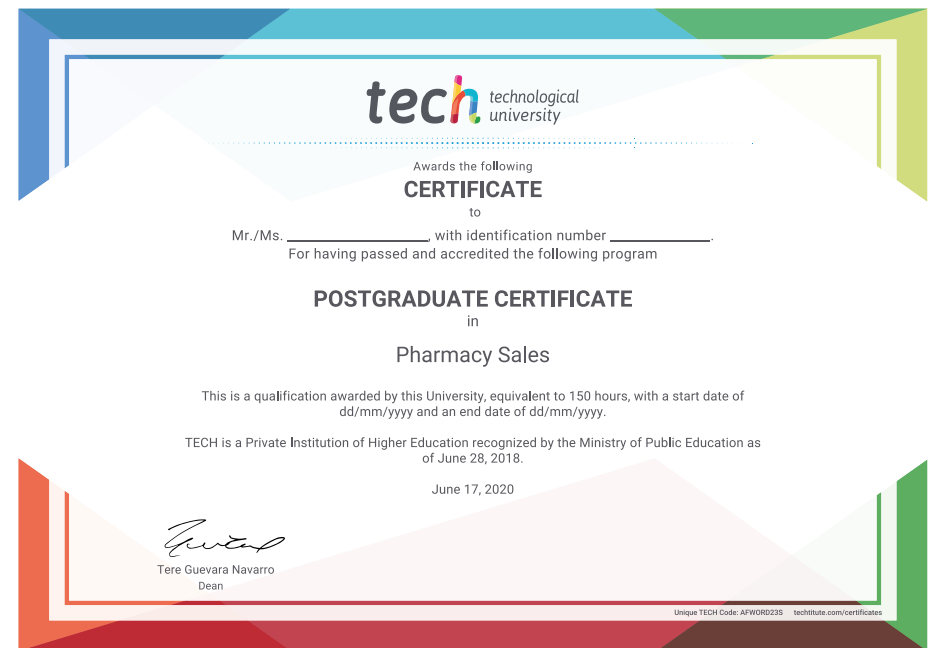 tech technological
university
Awards the following
CERTIFICATE
to
Mr./Ms. ____________________, with identification number ______________.
For having passed and accredited the following program
POSTGRADUATE CERTIFICATE
in
Pharmacy Sales
This is a qualification awarded by this University, equivalent to 150 hours, with a start date of
dd/mm/yyyy and an end date of dd/mm/yyyy.
TECH is a Private Institution of Higher Education recognized by the Ministry of Public Education as
of June 28, 2018.
June 17, 2020
Tere Guevara Navarro
Dean
Unique TECH Code: AFWORD23S techtitute.com/certificates